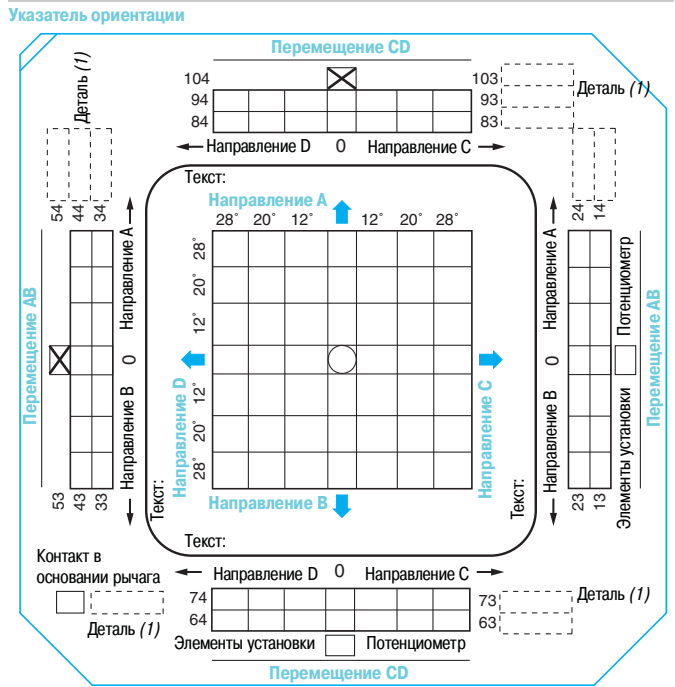 Указатель ориентации
Перемещение CD
104
103
94
93
84
83
Деталь (1)
Деталь (1)
Направление D
0
Направление C
54
44
34
24
14
Текст:
Направление A
28° 20° 12° 12° 20° 28°
28°
20°
12°
12°
20°
28°
Перемещение AB
Направление A
0
Направление B
Направление D
Направление C
Направление A
0
Направление B
Потенциометр
Элементы установки
Перемещение AB
53
43
33
23
13
Направление B
Текст:
Текст:
Текст:
Контакт в
основании рычага
Деталь (1)
Направление D
0
Направление C
74
73
64
63
Деталь (1)
Элементы установки
Потенциометр
Перемещение CD